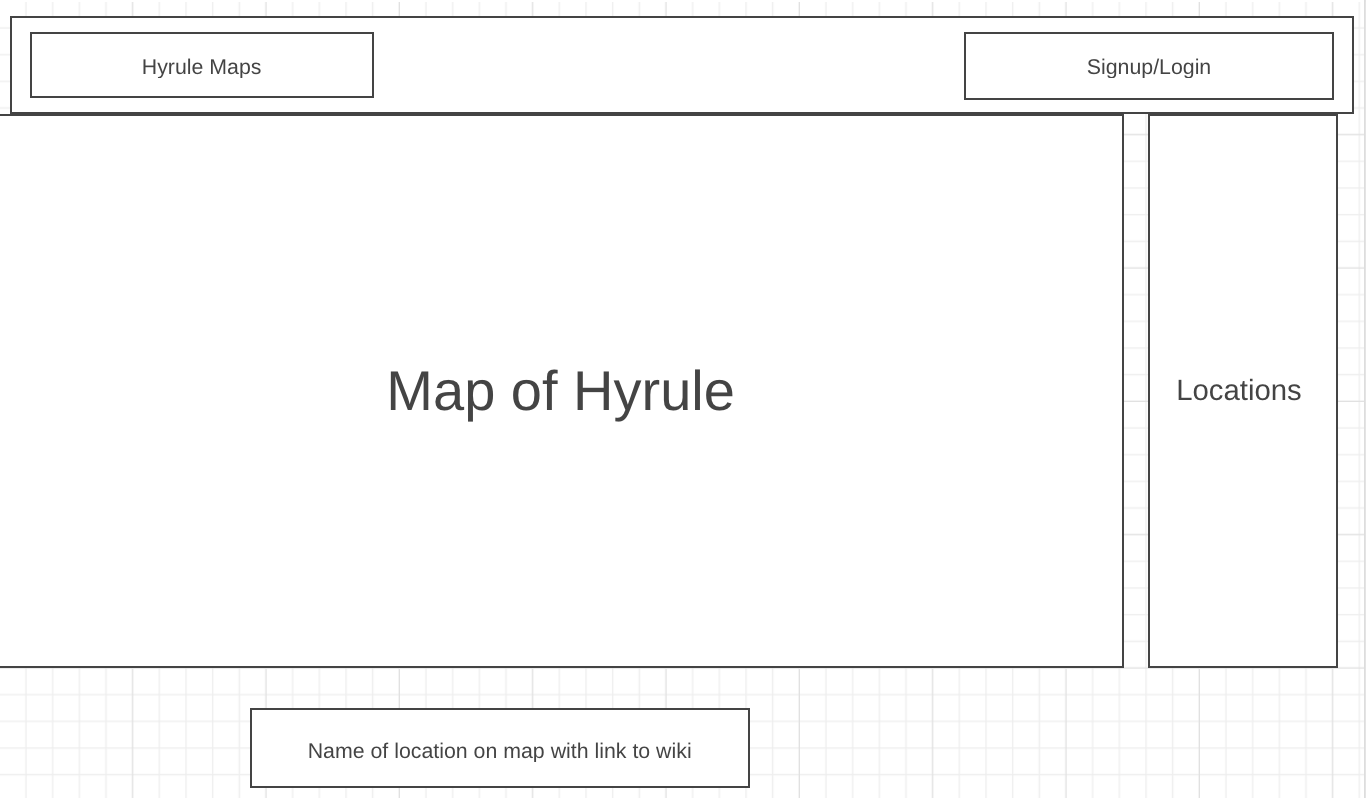 Hyrule Maps
Signup/Login
Map of Hyrule
Locations
Name of location on map with link to wiki